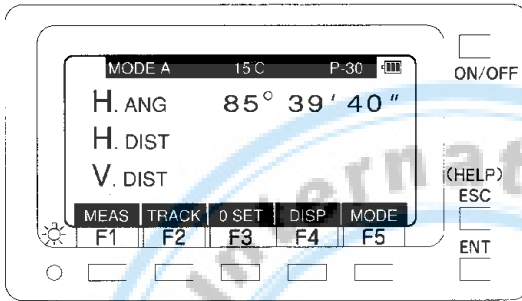 MODE A 15°C P-30
ON/OFF
H. ANG 85° 39′ 40″
H. DIST
V. DIST
(HELP)
ESC
MEAS TRACK 0 SET DISP MODE
F1 F2 F3 F4 F5
ENT